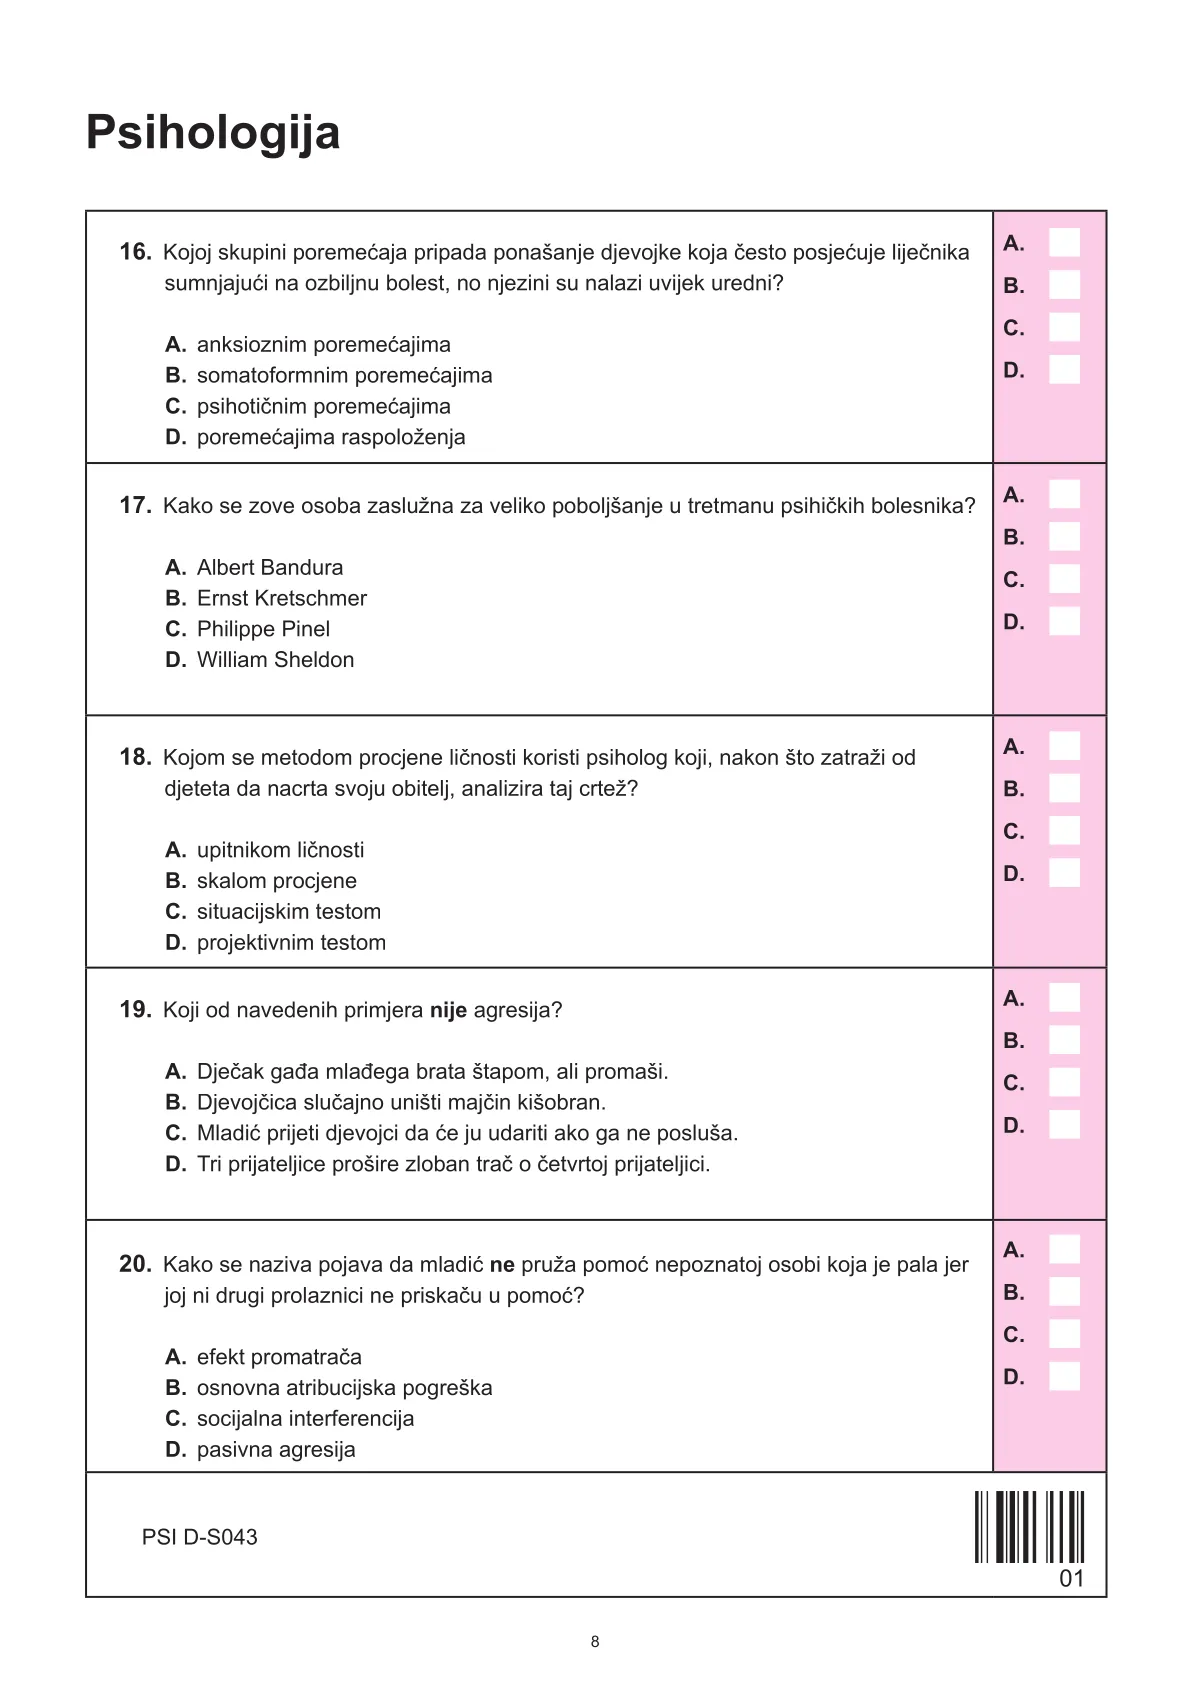 Psihologija
16. Kojoj skupini poremećaja pripada ponašanje djevojke koja često posjećuje liječnika
sumnjajući na ozbiljnu bolest, no njezini su nalazi uvijek uredni?
A. anksioznim poremećajima
B. somatoformnim poremećajima
C. psihotičnim poremećajima
D. poremećajima raspoloženja
A.
B.
C.
D.
17. Kako se zove osoba zaslužna za veliko poboljšanje u tretmanu psihičkih bolesnika?
A. Albert Bandura
B. Ernst Kretschmer
C. Philippe Pinel
D. William Sheldon
A.
B.
C.
D.
18. Kojom se metodom procjene ličnosti koristi psiholog koji, nakon što zatraži od
djeteta da nacrta svoju obitelj, analizira taj crtež?
A. upitnikom ličnosti
B. skalom procjene
C. situacijskim testom
D. projektivnim testom
A.
B.
C.
D.
19. Koji od navedenih primjera nije agresija?
A. Dječak gađa mlađega brata štapom, ali promaši.
B. Djevojčica slučajno uništi majčin kišobran.
C. Mladić prijeti djevojci da će ju udariti ako ga ne posluša.
D. Tri prijateljice prošire zloban trač o četvrtoj prijateljici.
A.
B.
C.
D.
20. Kako se naziva pojava da mladić ne pruža pomoć nepoznatoj osobi koja je pala jer
joj ni drugi prolaznici ne priskaču u pomoć?
A. efekt promatrača
B. osnovna atribucijska pogreška
C. socijalna interferencija
D. pasivna agresija
A.
B.
C.
D.
PSI D-S043
01
8